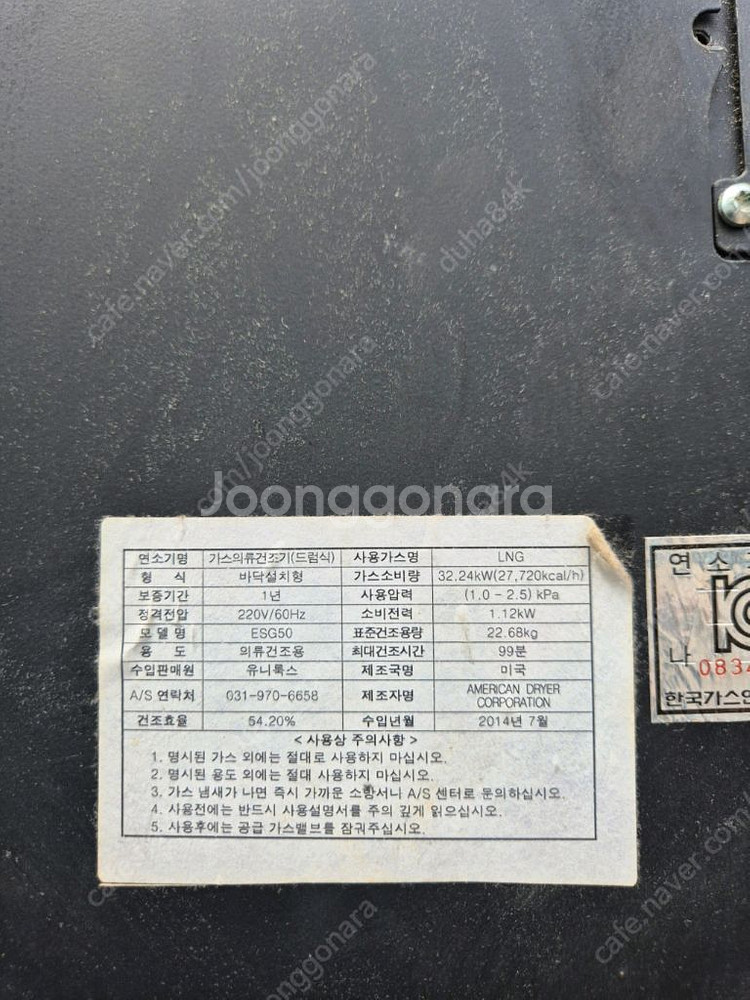 cafe.naver.com/joonggonara
duha84k
cafe.naver.com
Joonggonara
연소기명 가스의류건조기(드럼식) 사용가스명 LNG
형 식 바닥설치형 가스소비량 32.24kW(27,720kcal/h)
보증기간 1년 사용압력 (1.0 - 2.5) kPa
정격전압 220V/60Hz 소비전력 1.12kW
모델명 ESG50 표준건조용량 22.68kg
용 도 의류건조용 최대건조시간 99분
수입판매원 유니룩스 제조국명 미국
A/S 연락처 031-970-6658 제조자명 AMERICAN DRYER CORPORATION
건조효율 54.20% 수입년월 2014년 7월
< 사용상 주의사항 >
1. 명시된 가스 외에는 절대로 사용하지 마십시오.
2. 명시된 용도 외에는 절대 사용하지 마십시오.
3. 가스 냄새가 나면 즉시 가까운 소방서나 A/S 센터로 문의하십시오.
4. 사용전에는 반드시 사용설명서를 주의 깊게 읽으십시오.
5. 사용후에는 공급 가스밸브를 잠궈주십시오.
연 소
나 0834
한국가스안